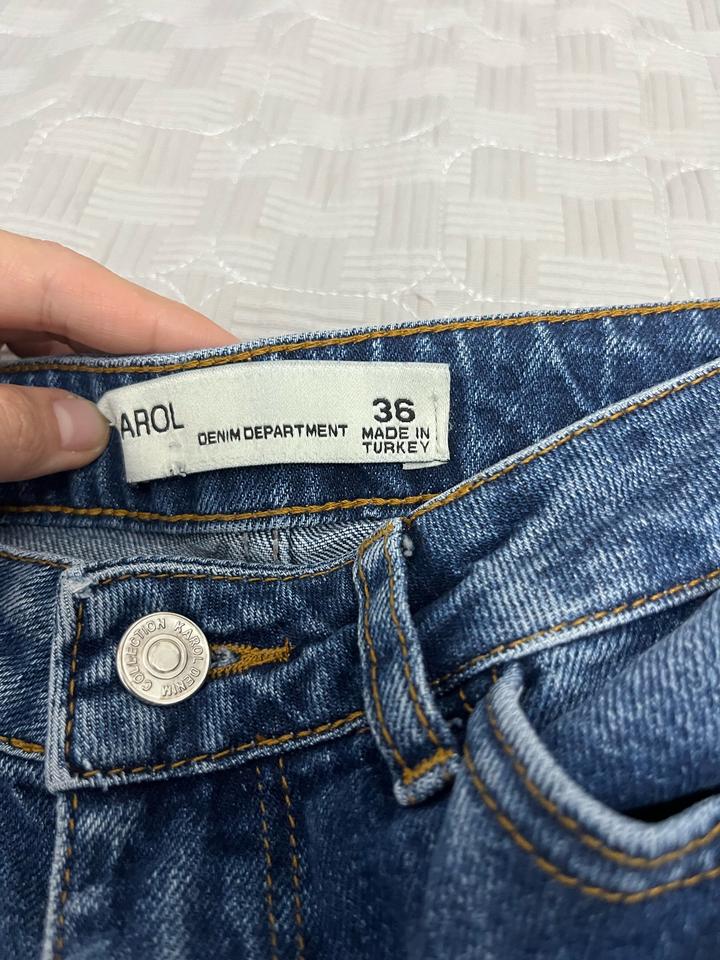 AROL
DENIM DEPARTMENT
36
MADE IN
TURKEY
KAROL DENIM COLLECTION